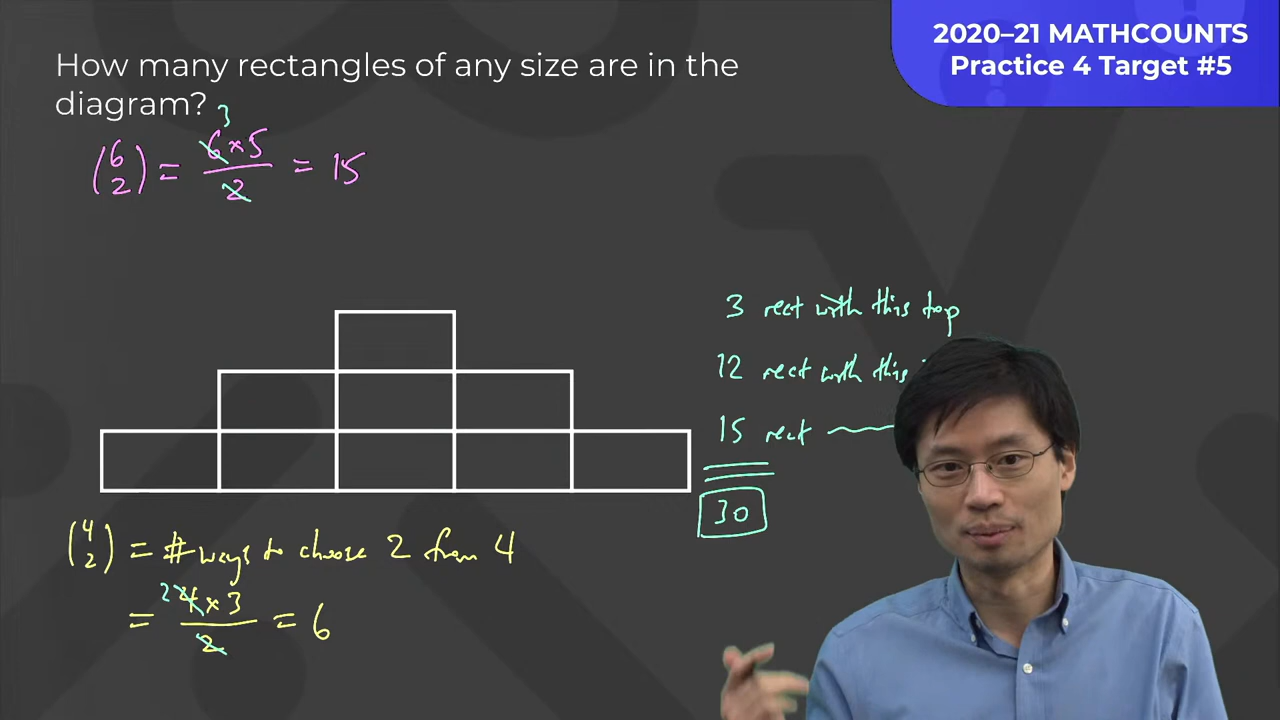 2020–21 MATHCOUNTS
Practice 4 Target #5
How many rectangles of any size are in the
diagram?
(6 2) = 6×5 / 2 = 15
3
3 rect with this top
12 rect with this
15 rect
30
(4 2) = # ways to choose 2 from 4
= 4×3 / 2 = 6
2